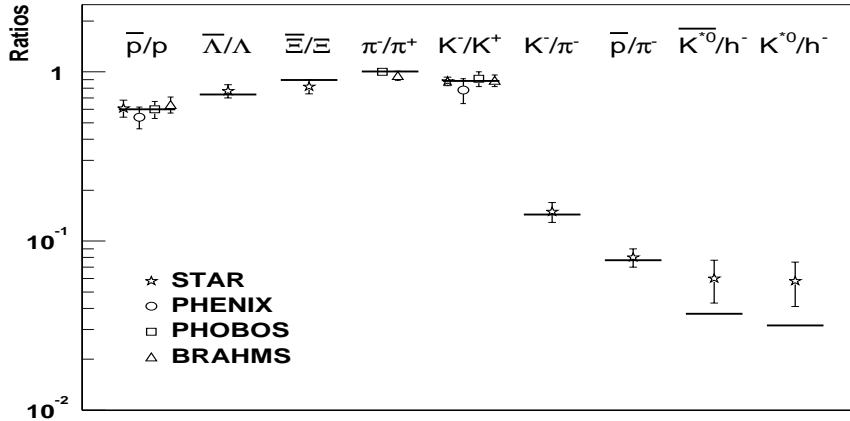 Ratios
p̅/p Λ̅/Λ Ξ̅/Ξ π⁻/π⁺ K⁻/K⁺ K⁻/π⁻ p̅/π⁻ K̅*⁰/h⁻ K*⁰/h⁻
1
10⁻¹
10⁻²
STAR
PHENIX
PHOBOS
BRAHMS